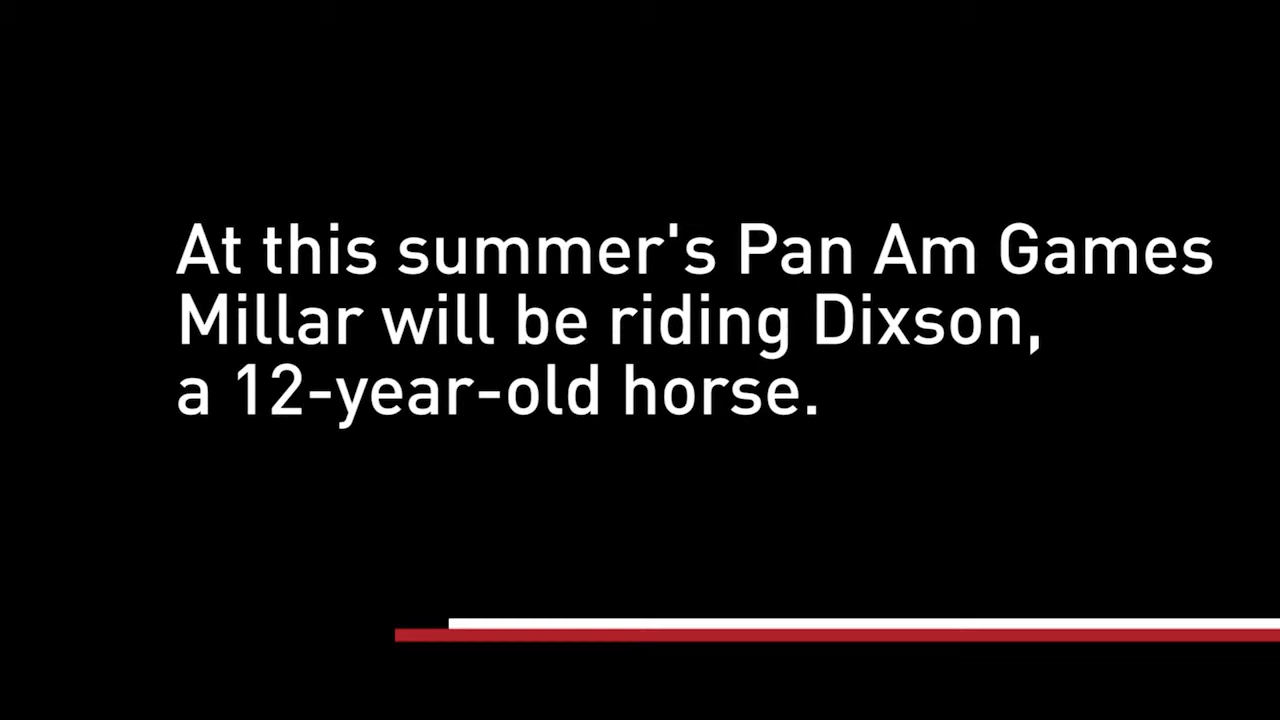 At this summer's Pan Am Games
Millar will be riding Dixson,
a 12-year-old horse.